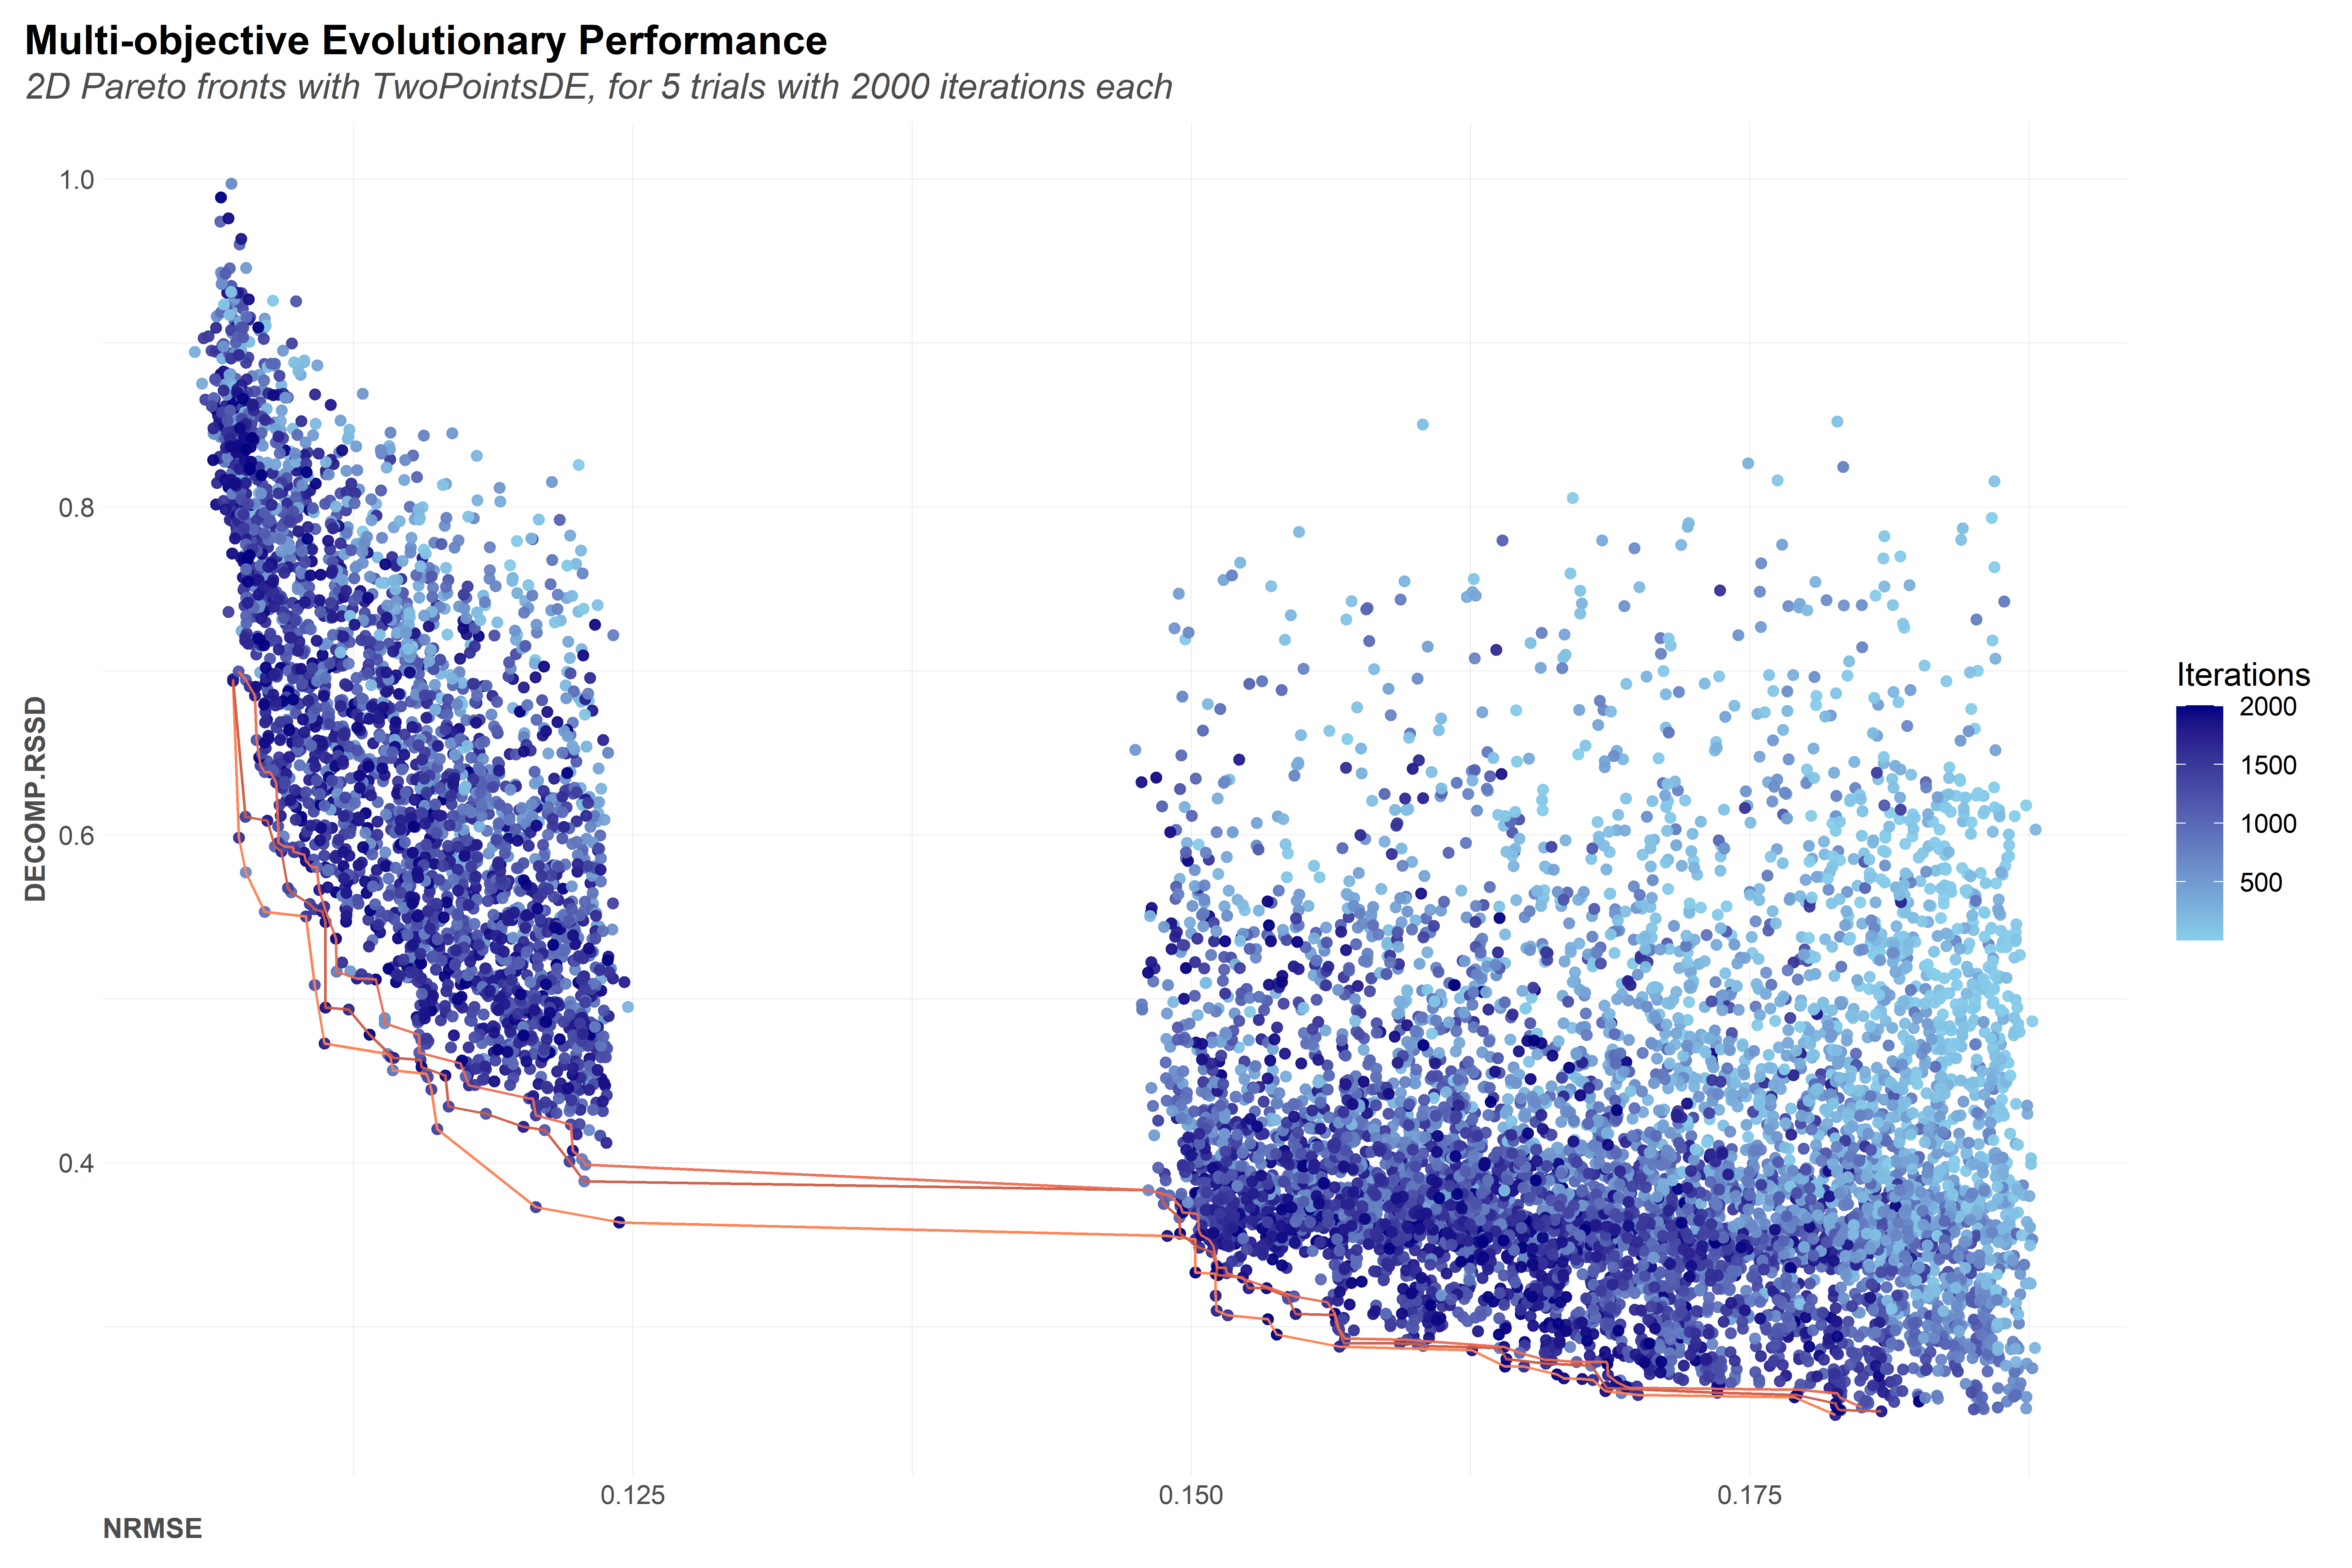 Multi-objective Evolutionary Performance
2D Pareto fronts with TwoPointsDE, for 5 trials with 2000 iterations each
1.0
0.8
0.6
0.4
DECOMP.RSSD
0.125
0.150
0.175
NRMSE
Iterations
2000
1500
1000
500